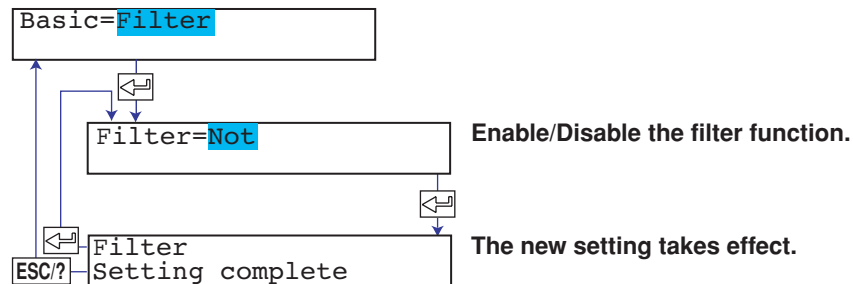 Basic=Filter
Filter=Not
Enable/Disable the filter function.
Filter
Setting complete
The new setting takes effect.
ESC/?